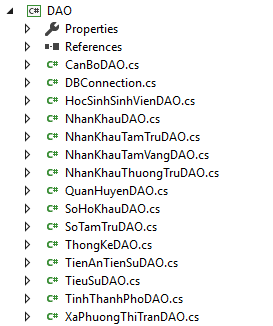 C# DAO
Properties
References
C# CanBoDAO.cs
C# DBConnection.cs
C# HocSinhSinhVienDAO.cs
C# NhanKhauDAO.cs
C# NhanKhauTamTruDAO.cs
C# NhanKhauTamVangDAO.cs
C# NhanKhauThuongTruDAO.cs
C# QuanHuyenDAO.cs
C# SoHoKhauDAO.cs
C# SoTamTruDAO.cs
C# ThongKeDAO.cs
C# TienAnTienSuDAO.cs
C# TieuSuDAO.cs
C# TinhThanhPhoDAO.cs
C# XaPhuongThiTranDAO.cs